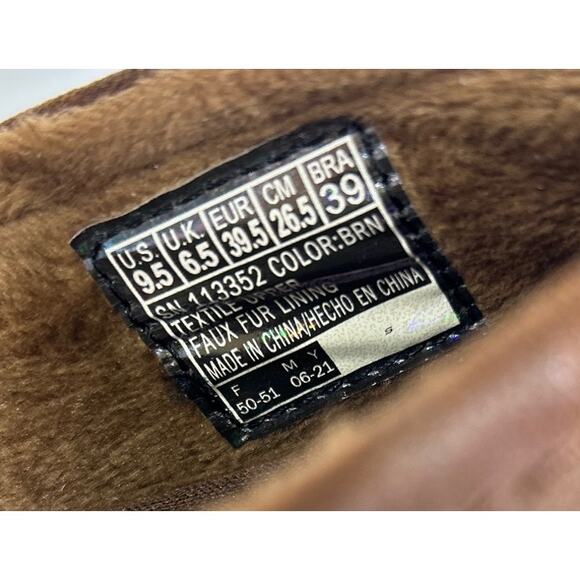 U.S. U.K. EUR CM BRA
9.5 6.5 39.5 26.5 39
SN 113352 COLOR:BRN
TEXTILE UPPER
FAUX FUR LINING
MADE IN CHINA/HECHO EN CHINA
F M Y
50-51 06-21
S